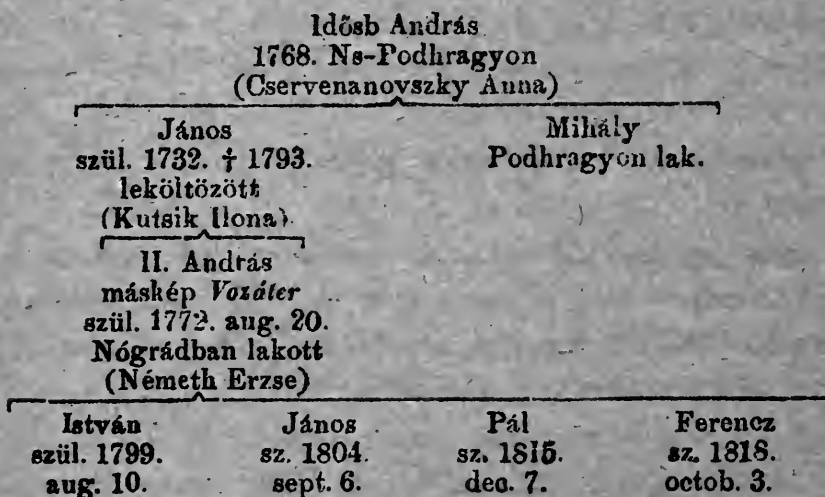 Idősb András
1768. Ns-Podhragyon
(Cservenanovszky Anna)
János
szül. 1732. † 1793.
leköltözött
(Kutsik Ilona)
Mihály
Podhragyon lak.
II. András
máskép Vozáter
szül. 1772. aug. 20.
Nógrádban lakott
(Németh Erzse)
István
szül. 1799.
aug. 10.
János
sz. 1804.
sept. 6.
Pál
sz. 1815.
dec. 7.
Ferencz
sz. 1818.
octob. 3.